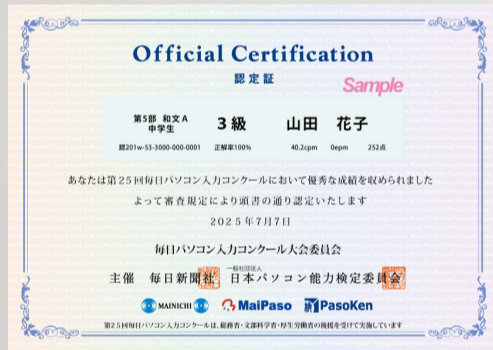 Official Certification
認定証
Sample
第5部 和文A
中学生
3級 山田 花子
認201w-53-3000-000-0001 正解率100% 40.2cpm 0epm 252点
あなたは第25回毎日パソコン入力コンクールにおいて優秀な成績を収められました
よって審査規定により頭書の通り認定いたします
2025年7月7日
毎日パソコン入力コンクール大会委員会
主催 毎日新聞社 一般社団法人 日本パソコン能力検定委員会
MAINICHI MaiPaso PasoKen
第25回毎日パソコン入力コンクールは、総務省・文部科学省・厚生労働省の後援を受けて実施しています